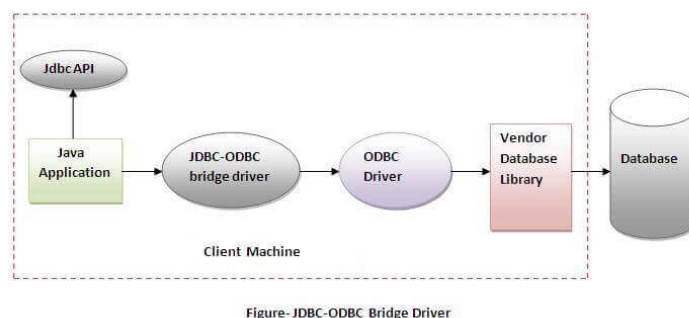 Jdbc API
Java
Application
JDBC-ODBC
bridge driver
ODBC
Driver
Vendor
Database
Library
Database
Client Machine
Figure- JDBC-ODBC Bridge Driver